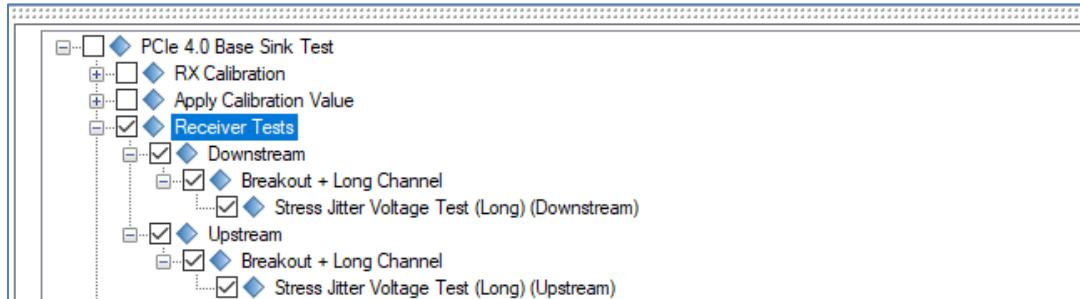 PCIe 4.0 Base Sink Test
RX Calibration
Apply Calibration Value
Receiver Tests
Downstream
Breakout + Long Channel
Stress Jitter Voltage Test (Long) (Downstream)
Upstream
Breakout + Long Channel
Stress Jitter Voltage Test (Long) (Upstream)